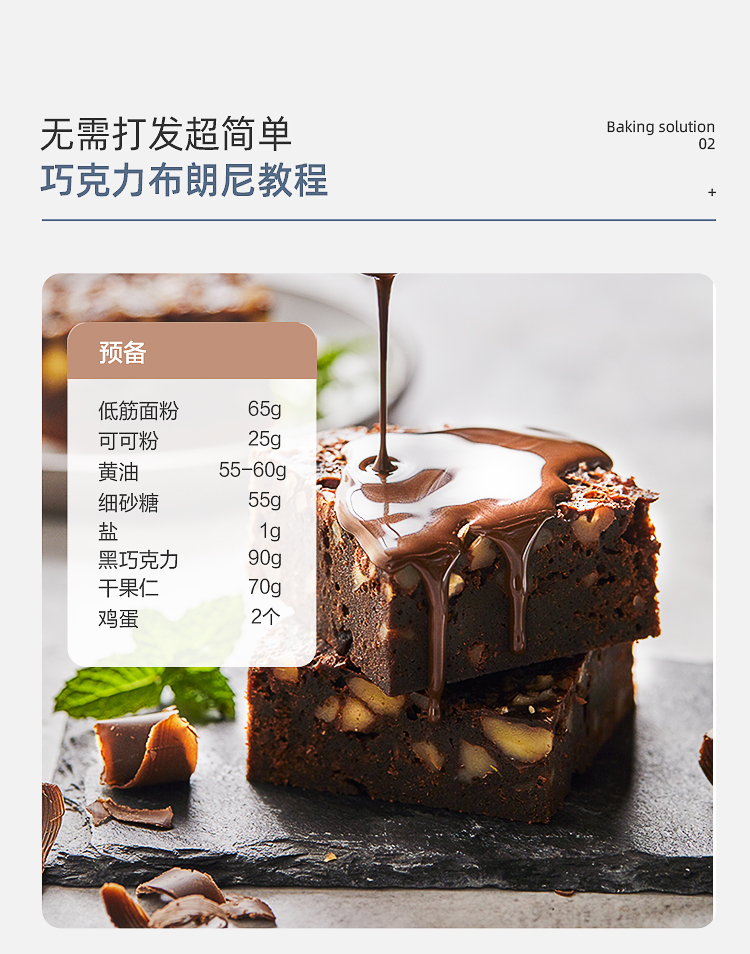 无需打发超简单
巧克力布朗尼教程
Baking solution
02
+
预备
低筋面粉 65g
可可粉 25g
黄油 55-60g
细砂糖 55g
盐 1g
黑巧克力 90g
干果仁 70g
鸡蛋 2个